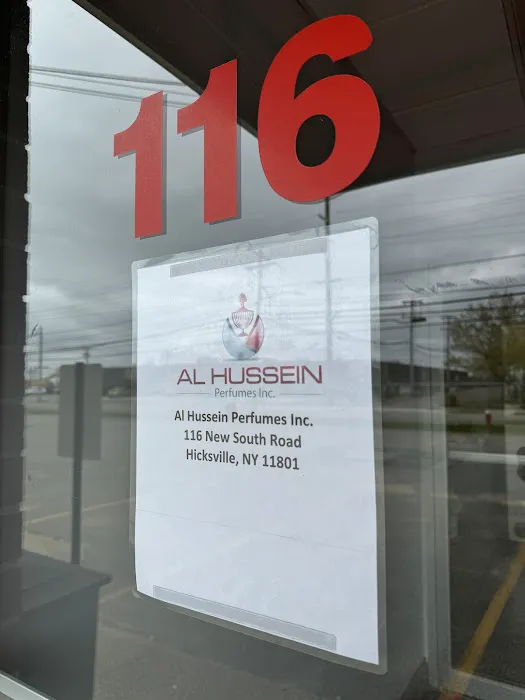 116
AL HUSSEIN
Perfumes Inc.
Al Hussein Perfumes Inc.
116 New South Road
Hicksville, NY 11801